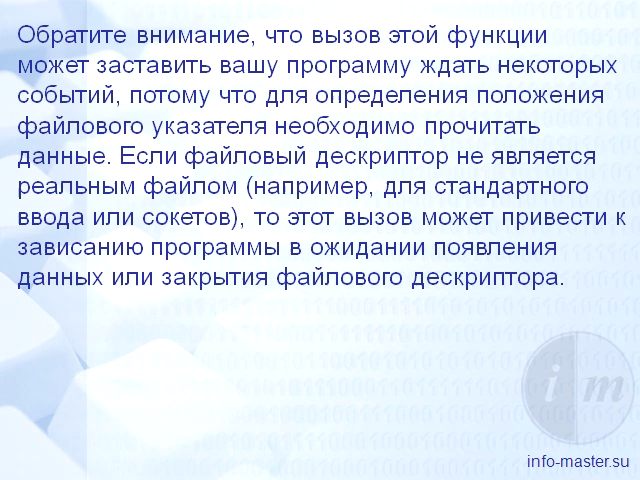 Обратите внимание, что вызов этой функции
может заставить вашу программу ждать некоторых
событий, потому что для определения положения
файлового указателя необходимо прочитать
данные. Если файловый дескриптор не является
реальным файлом (например, для стандартного
ввода или сокетов), то этот вызов может привести к
зависанию программы в ожидании появления
данных или закрытия файлового дескриптора.
im
info-master.su